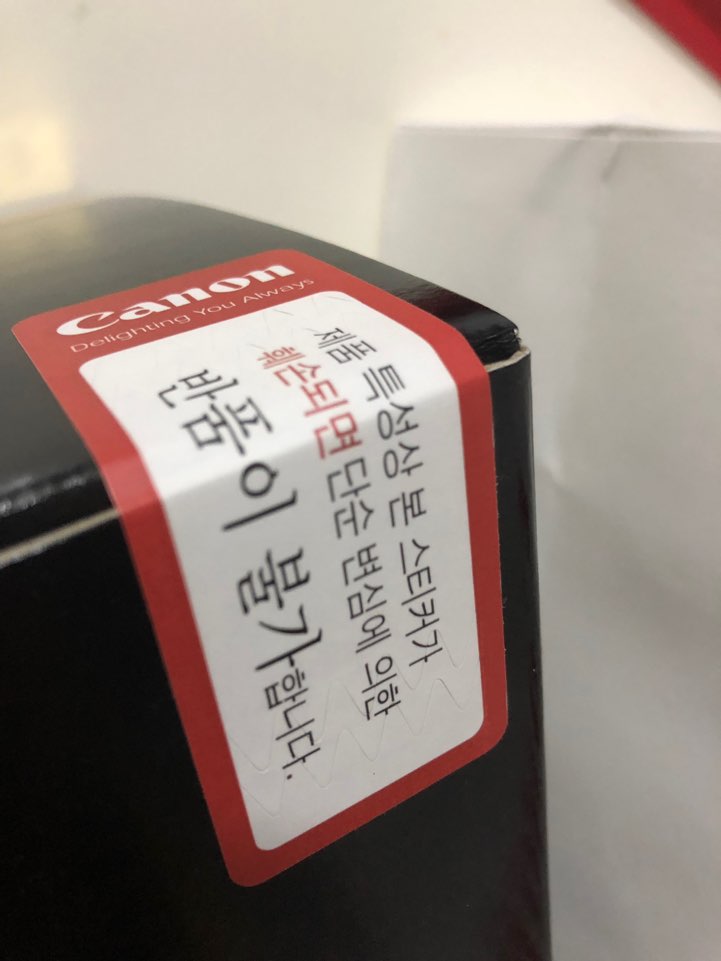 Canon
Delighting You Always
제품 특성상 본 스티커가
훼손되면 단순 변심에 의한
반품이 불가합니다.